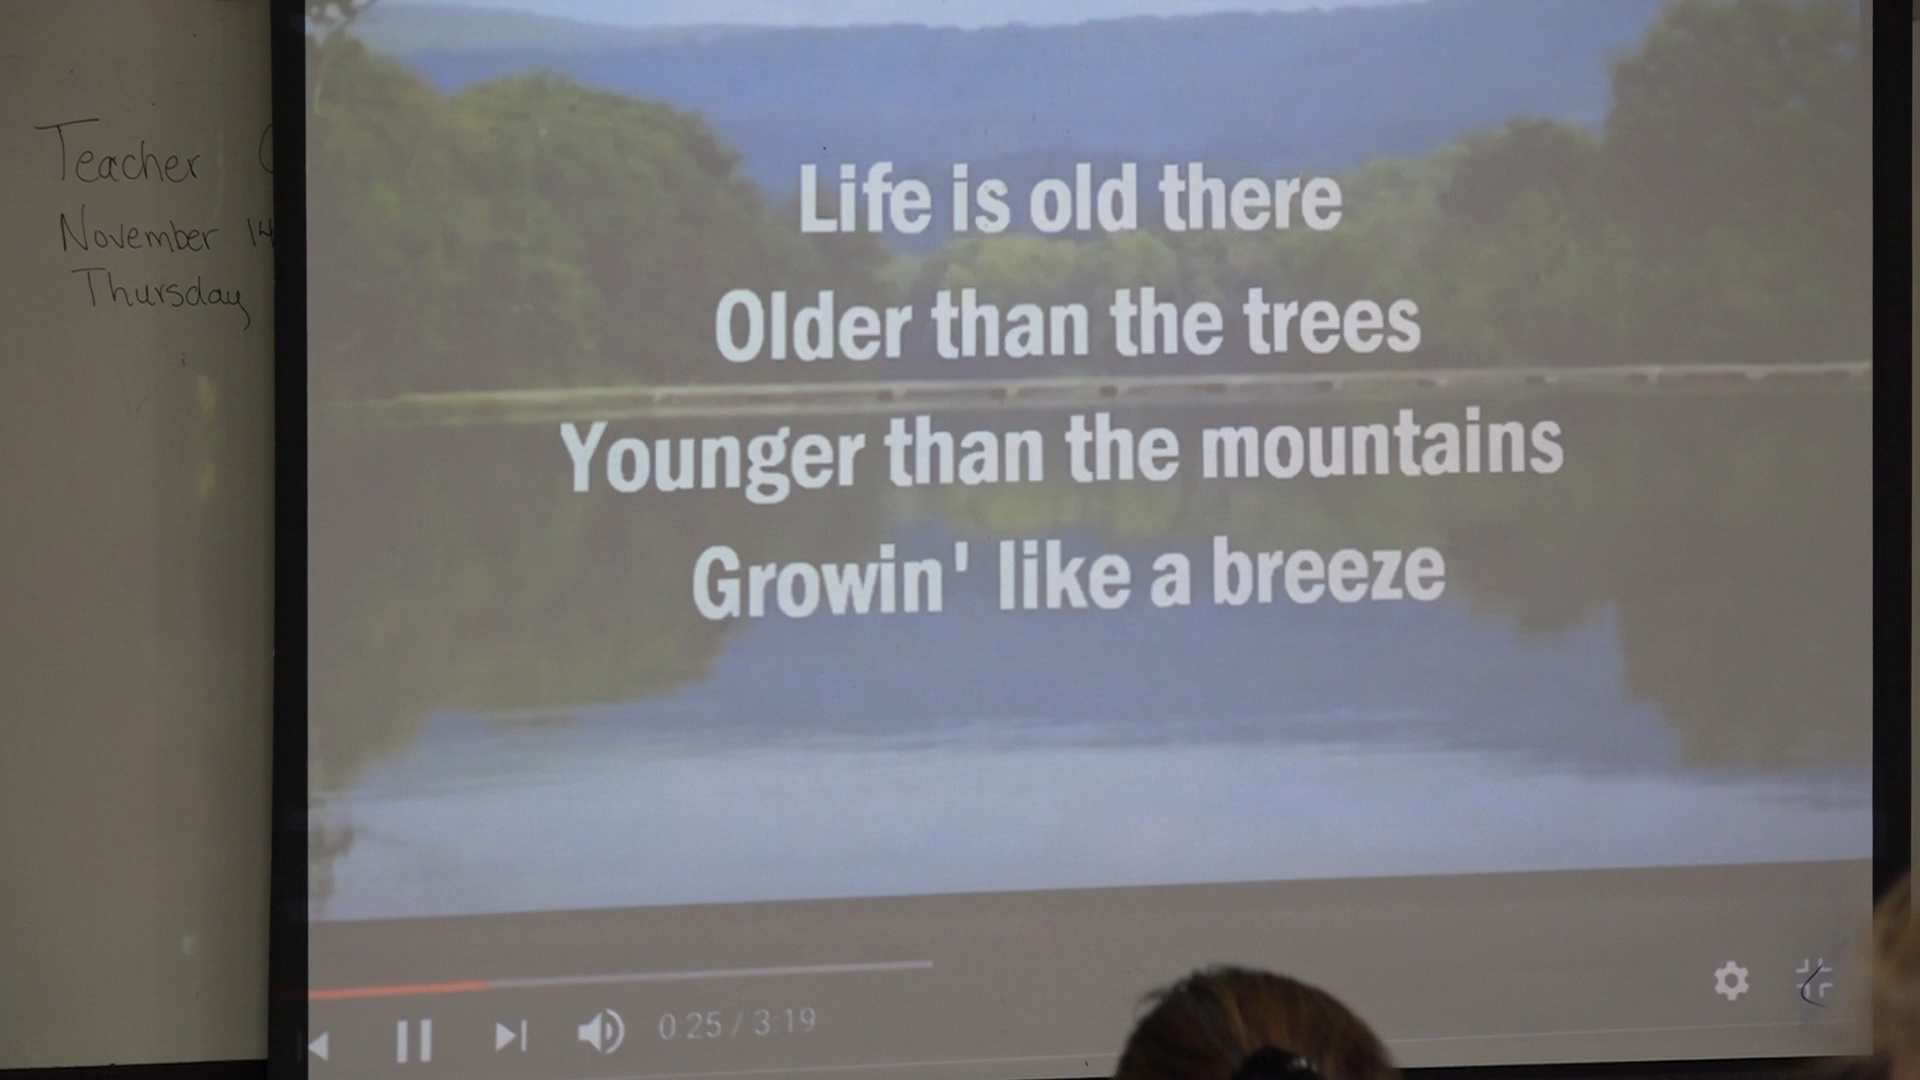 Teacher
November 14
Thursday
Life is old there
Older than the trees
Younger than the mountains
Growin' like a breeze
0:25 / 3:19